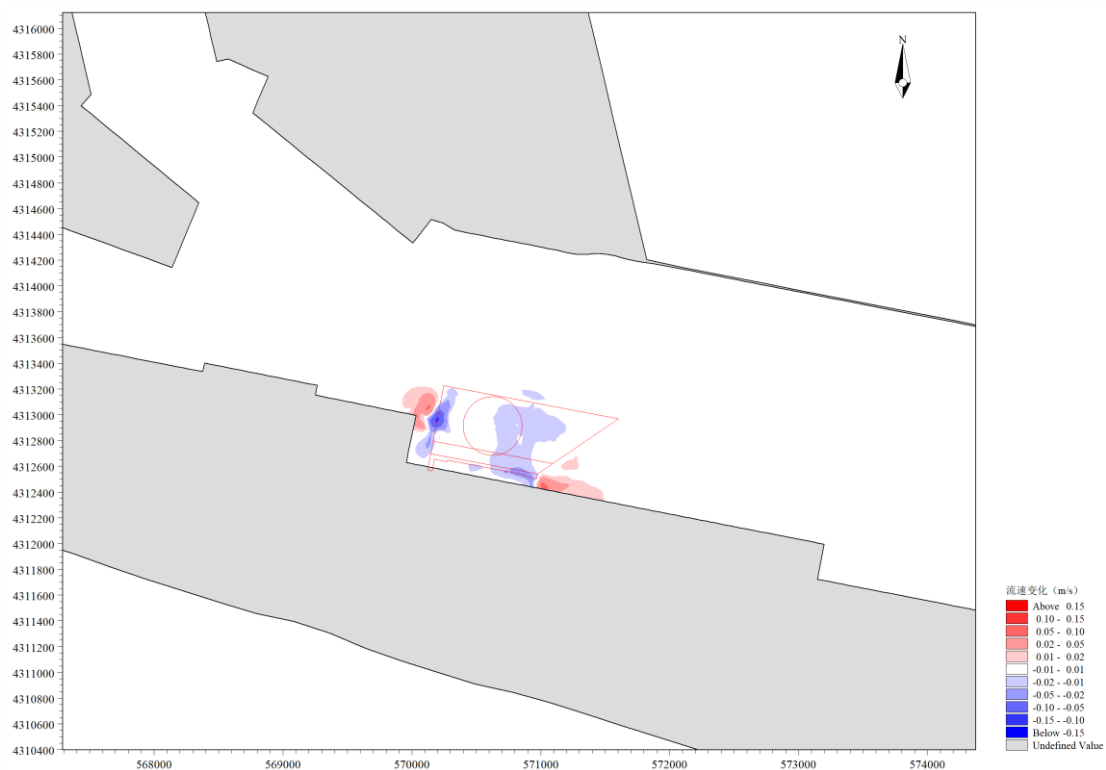 4316000
4315800
4315600
4315400
4315200
4315000
4314800
4314600
4314400
4314200
4314000
4313800
4313600
4313400
4313200
4313000
4312800
4312600
4312400
4312200
4312000
4311800
4311600
4311400
4311200
4311000
4310800
4310600
4310400
568000 569000 570000 571000 572000 573000 574000
N
流速变化（m/s）
Above 0.15
0.10 - 0.15
0.05 - 0.10
0.02 - 0.05
0.01 - 0.02
-0.01 - 0.01
-0.02 - -0.01
-0.05 - -0.02
-0.10 - -0.05
-0.15 - -0.10
Below -0.15
Undefined Value